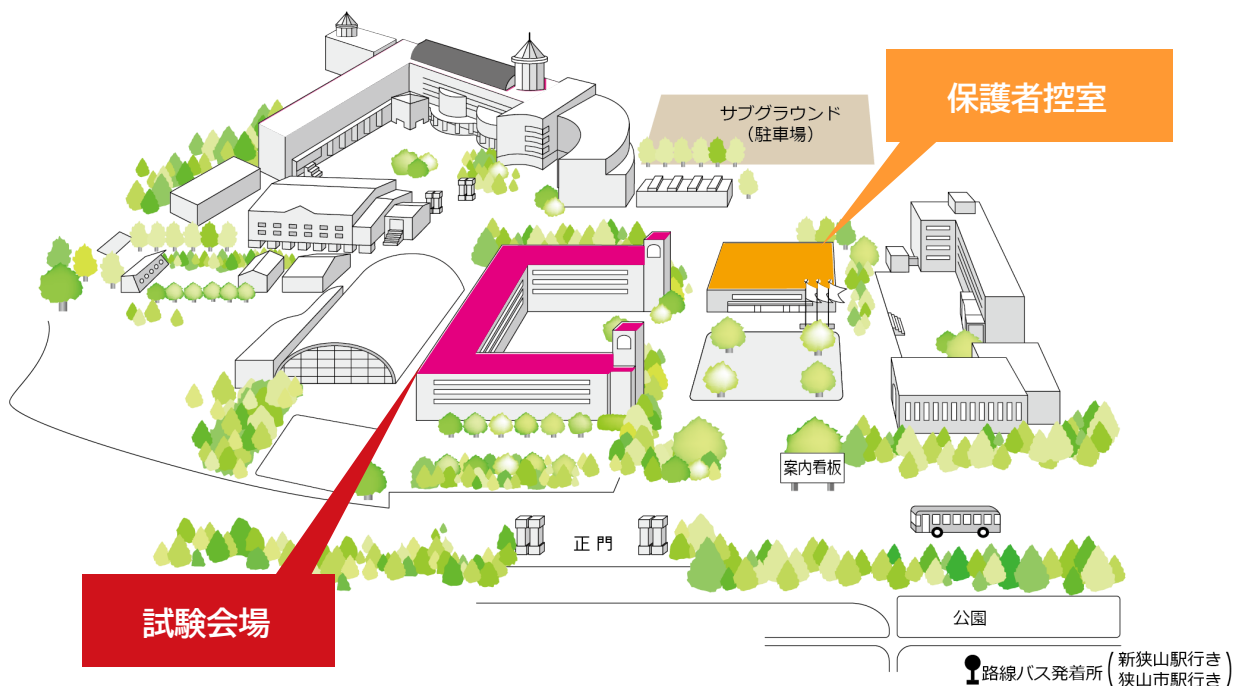 保護者控室
サブグラウンド
（駐車場）
案内看板
正門
試験会場
公園
路線バス発着所（新狭山駅行き
狭山市駅行き）